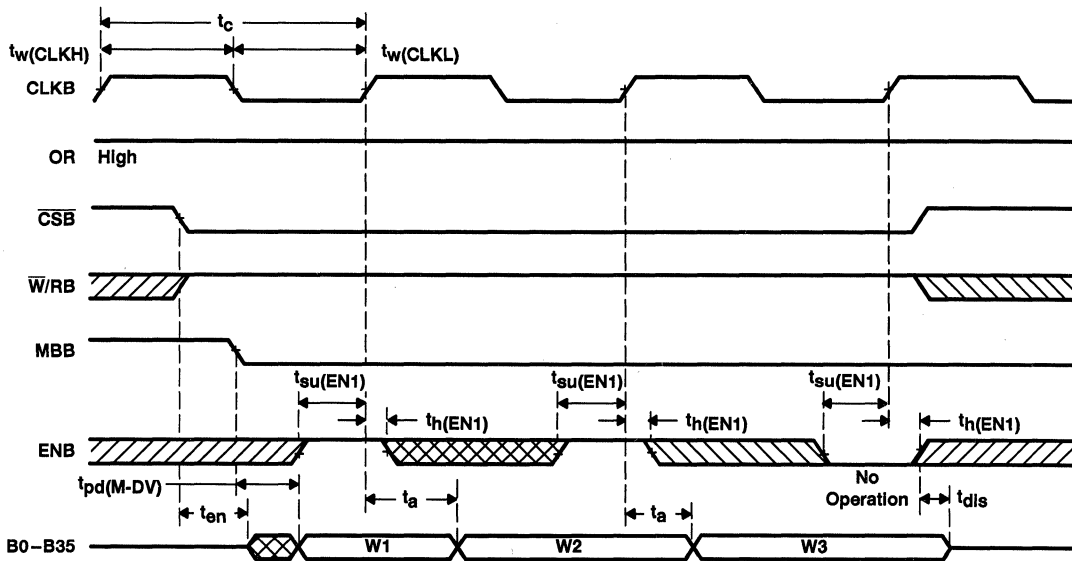 tc
tw(CLKH)
tw(CLKL)
CLKB
OR High
C̅S̅B̅
W̅/RB
MBB
tsu(EN1)
tsu(EN1)
tsu(EN1)
th(EN1)
th(EN1)
th(EN1)
ENB
No
Operation
tpd(M-DV)
ten
ta
ta
tdis
B0–B35
W1
W2
W3